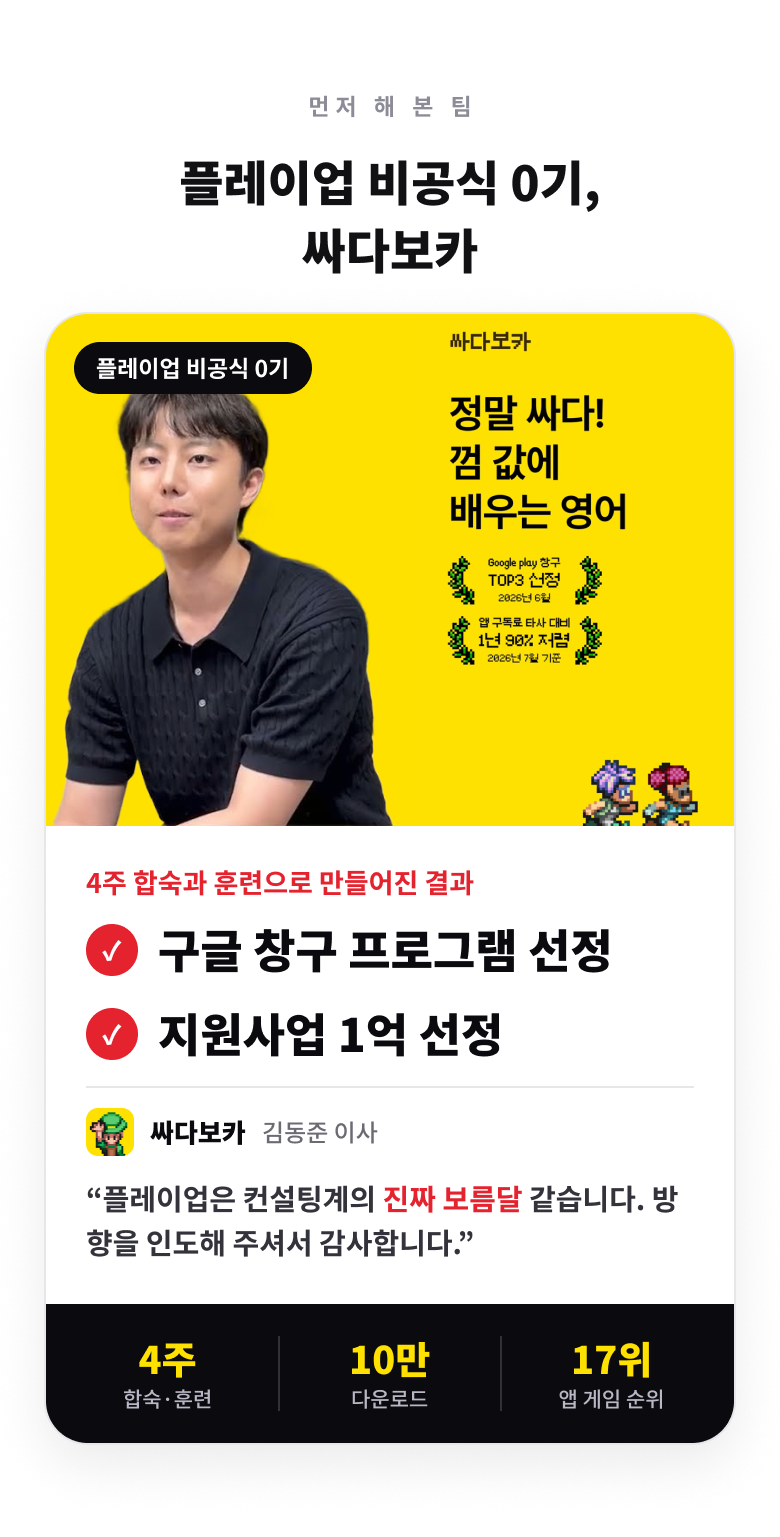 먼저 해 본 팀
플레이업 비공식 0기,
싸다보카
플레이업 비공식 0기
싸다보카
정말 싸다!
껌 값에
배우는 영어
Google play 창구
TOP3 선정
2026년 6월
앱 구독료 타사 대비
1년 90% 저렴
2026년 7월 기준
4주 합숙과 훈련으로 만들어진 결과
구글 창구 프로그램 선정
지원사업 1억 선정
싸다보카 김동준 이사
“플레이업은 컨설팅계의 진짜 보름달 같습니다. 방
향을 인도해 주셔서 감사합니다.”
4주
합숙·훈련
10만
다운로드
17위
앱 게임 순위